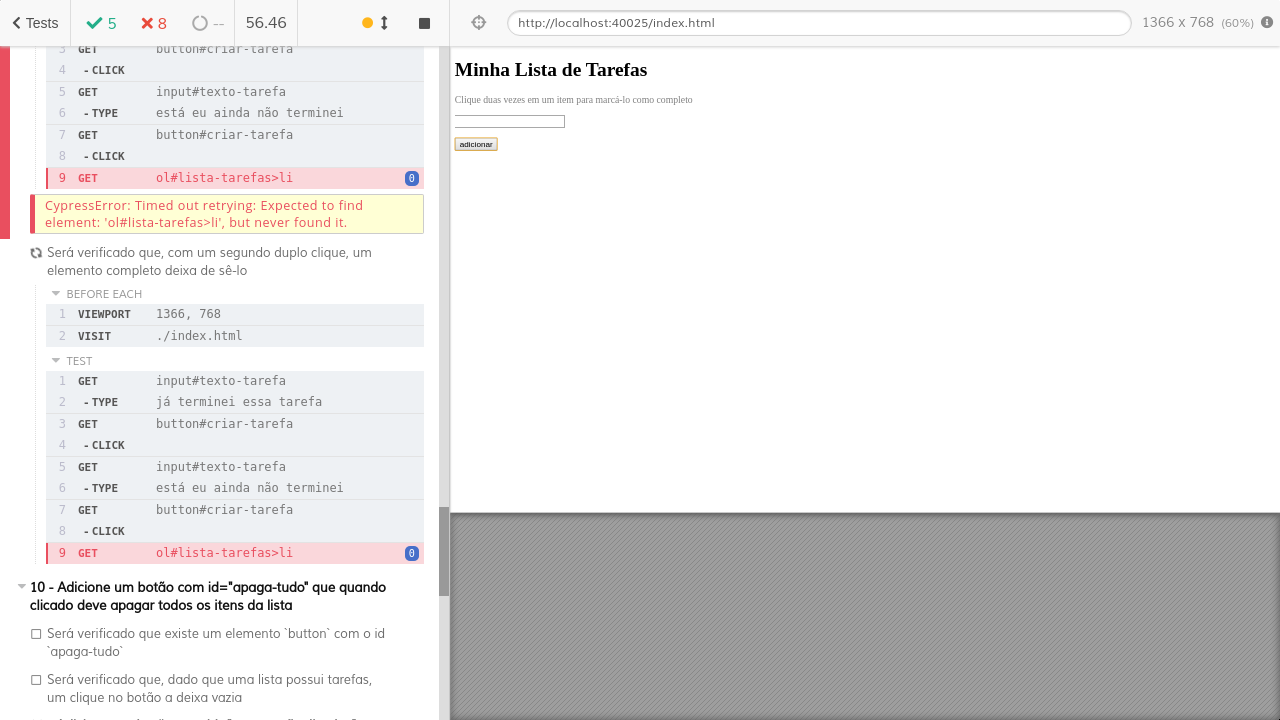 Tests
5
8
--
56.46
http://localhost:40025/index.html
1366 x 768 (60%)
3 GET button#criar-tarefa
4 - CLICK
5 GET input#texto-tarefa
6 - TYPE está eu ainda não terminei
7 GET button#criar-tarefa
8 - CLICK
9 GET ol#lista-tarefas>li 0
CypressError: Timed out retrying: Expected to find
element: 'ol#lista-tarefas>li', but never found it.
Será verificado que, com um segundo duplo clique, um
elemento completo deixa de sê-lo
BEFORE EACH
1 VIEWPORT 1366, 768
2 VISIT ./index.html
TEST
1 GET input#texto-tarefa
2 - TYPE já terminei essa tarefa
3 GET button#criar-tarefa
4 - CLICK
5 GET input#texto-tarefa
6 - TYPE está eu ainda não terminei
7 GET button#criar-tarefa
8 - CLICK
9 GET ol#lista-tarefas>li 0
10 - Adicione um botão com id="apaga-tudo" que quando
clicado deve apagar todos os itens da lista
Será verificado que existe um elemento `button` com o id
`apaga-tudo`
Será verificado que, dado que uma lista possui tarefas,
um clique no botão a deixa vazia
Minha Lista de Tarefas
Clique duas vezes em um item para marcá-lo como completo
adicionar